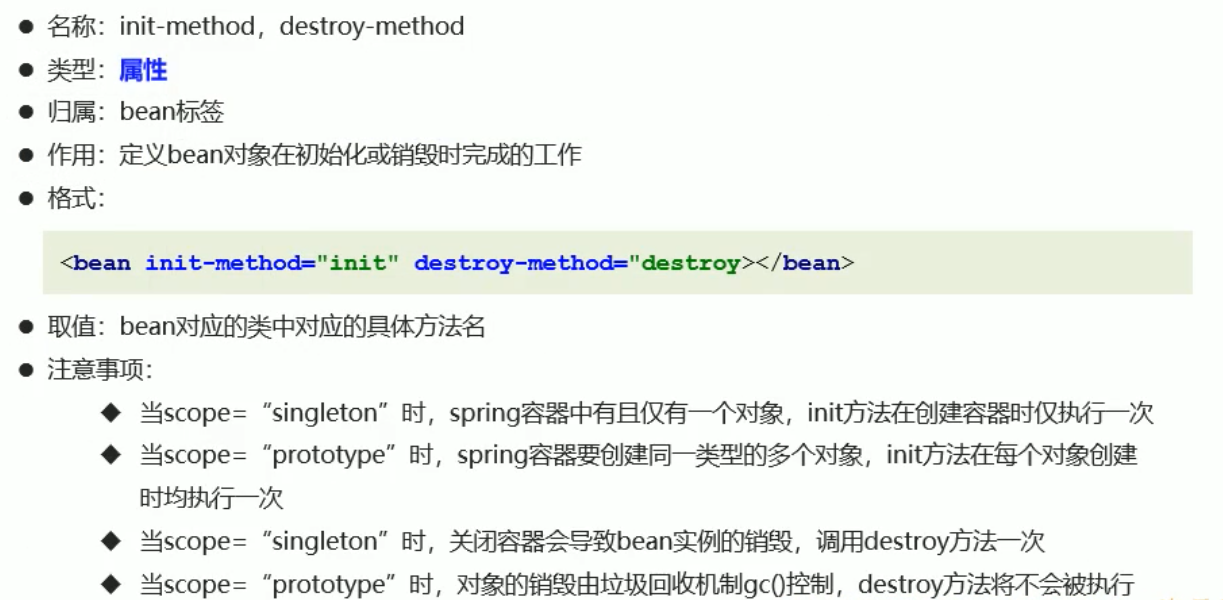 ● 名称：init-method，destroy-method
● 类型：属性
● 归属：bean标签
● 作用：定义bean对象在初始化或销毁时完成的工作
● 格式：
<bean init-method="init" destroy-method="destroy></bean>
● 取值：bean对应的类中对应的具体方法名
● 注意事项：
◆ 当scope=“singleton”时，spring容器中有且仅有一个对象，init方法在创建容器时仅执行一次
◆ 当scope=“prototype”时，spring容器要创建同一类型的多个对象，init方法在每个对象创建
时均执行一次
◆ 当scope=“singleton”时，关闭容器会导致bean实例的销毁，调用destroy方法一次
◆ 当scope=“prototype”时，对象的销毁由垃圾回收机制gc()控制，destroy方法将不会被执行